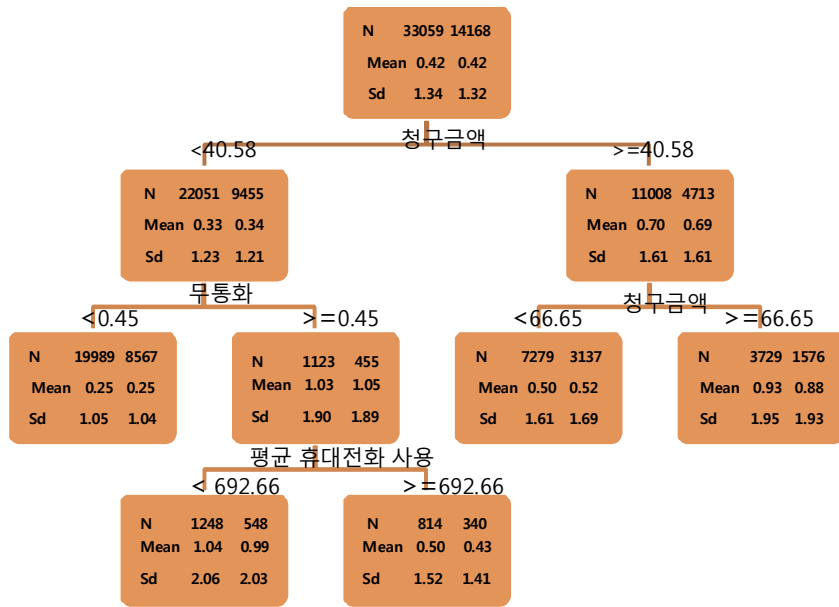 N 33059 14168
Mean 0.42 0.42
Sd 1.34 1.32
청구금액
<40.58 >=40.58
N 22051 9455
Mean 0.33 0.34
Sd 1.23 1.21
N 11008 4713
Mean 0.70 0.69
Sd 1.61 1.61
무통화
<0.45 >=0.45
청구금액
<66.65 >=66.65
N 19989 8567
Mean 0.25 0.25
Sd 1.05 1.04
N 1123 455
Mean 1.03 1.05
Sd 1.90 1.89
N 7279 3137
Mean 0.50 0.52
Sd 1.61 1.69
N 3729 1576
Mean 0.93 0.88
Sd 1.95 1.93
평균 휴대전화 사용
< 692.66 >=692.66
N 1248 548
Mean 1.04 0.99
Sd 2.06 2.03
N 814 340
Mean 0.50 0.43
Sd 1.52 1.41